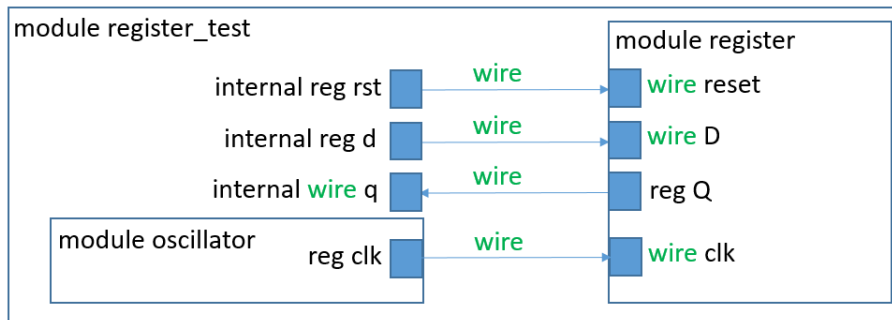 module register_test
module register
internal reg rst
wire
wire reset
internal reg d
wire
wire D
internal wire q
wire
reg Q
module oscillator
reg clk
wire
wire clk